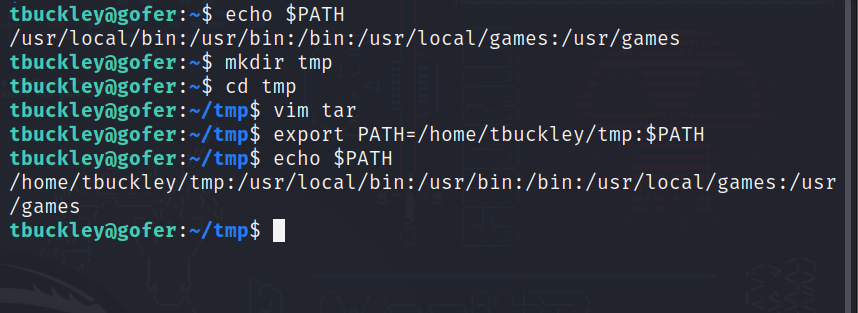 tbuckley@gofer:~$ echo $PATH
/usr/local/bin:/usr/bin:/bin:/usr/local/games:/usr/games
tbuckley@gofer:~$ mkdir tmp
tbuckley@gofer:~$ cd tmp
tbuckley@gofer:~/tmp$ vim tar
tbuckley@gofer:~/tmp$ export PATH=/home/tbuckley/tmp:$PATH
tbuckley@gofer:~/tmp$ echo $PATH
/home/tbuckley/tmp:/usr/local/bin:/usr/bin:/bin:/usr/local/games:/usr
/games
tbuckley@gofer:~/tmp$